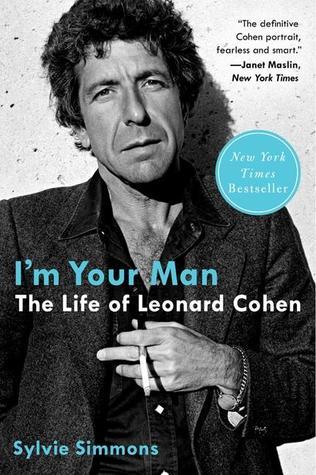 “The definitive
Cohen portrait,
fearless and smart.”
—Janet Maslin,
New York Times
New York
Times
Bestseller
I’m Your Man
The Life of Leonard Cohen
Sylvie Simmons